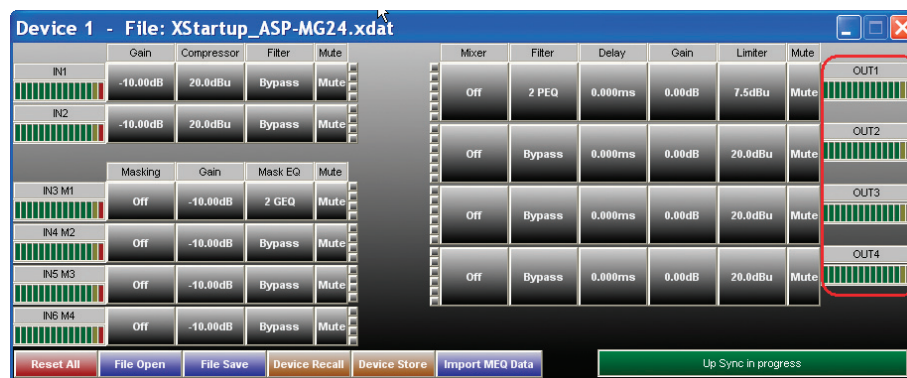 Device 1 - File: XStartup_ASP-MG24.xdat
Gain Compressor Filter Mute Mixer Filter Delay Gain Limiter Mute
IN1 -10.00dB 20.0dBu Bypass Mute Off 2 PEQ 0.000ms 0.00dB 7.5dBu Mute OUT1
IN2 -10.00dB 20.0dBu Bypass Mute Off Bypass 0.000ms 0.00dB 20.0dBu Mute OUT2
Masking Gain Mask EQ Mute
IN3 M1 Off -10.00dB 2 GEQ Mute Off Bypass 0.000ms 0.00dB 20.0dBu Mute OUT3
IN4 M2 Off -10.00dB Bypass Mute Off Bypass 0.000ms 0.00dB 20.0dBu Mute OUT4
IN5 M3 Off -10.00dB Bypass Mute
IN6 M4 Off -10.00dB Bypass Mute
Reset All File Open File Save Device Recall Device Store Import MEQ Data Up Sync in progress